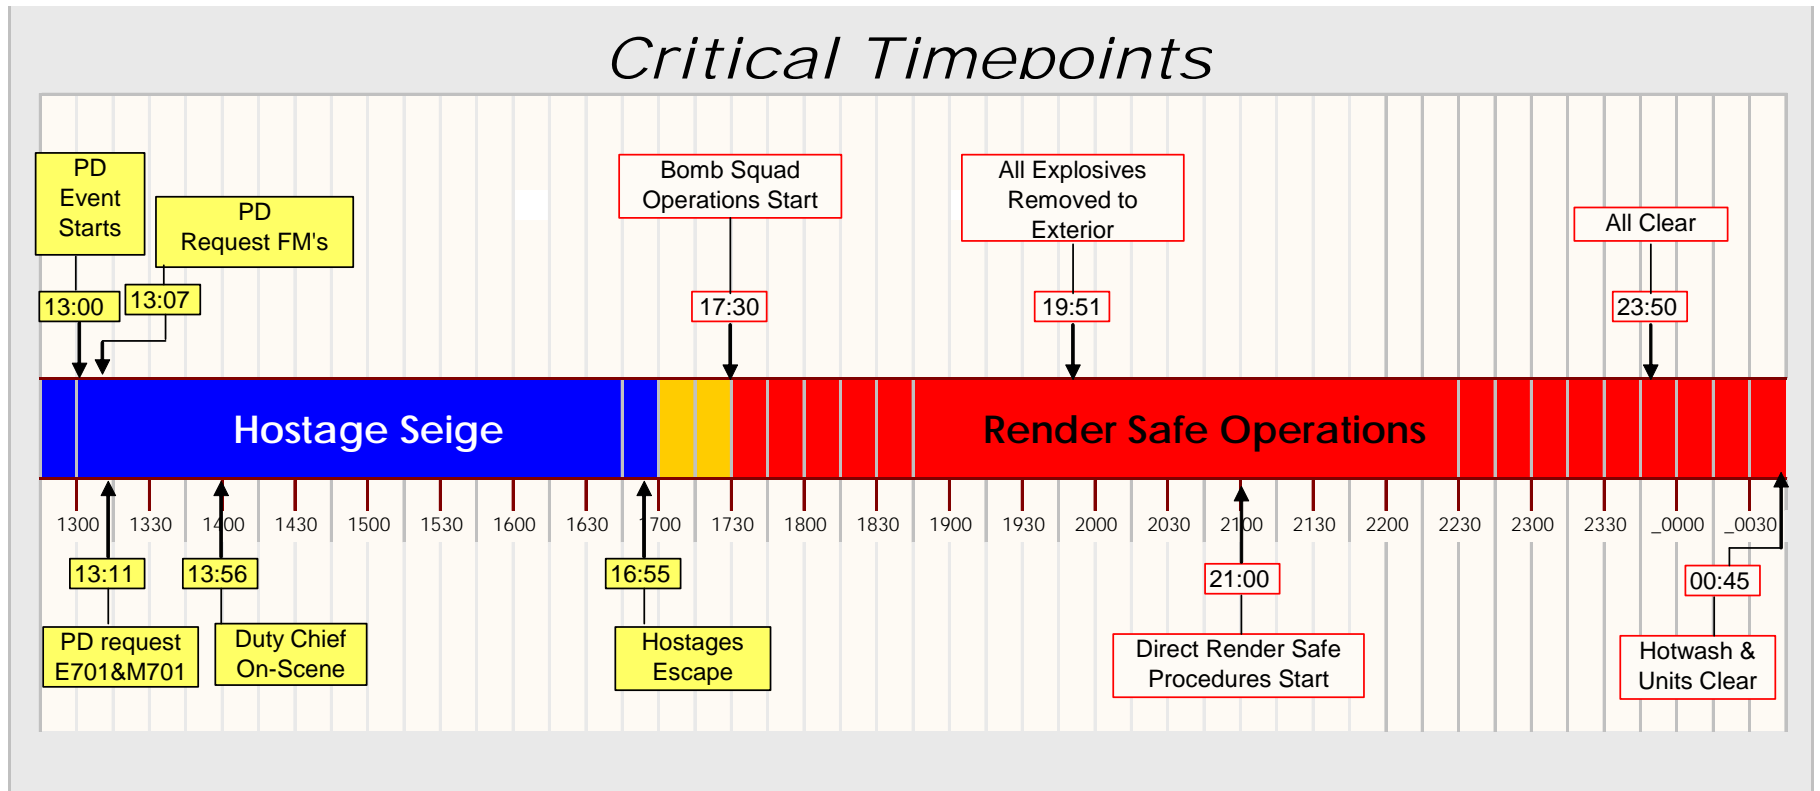 Critical Timepoints
PD
Event
Starts
PD
Request FM's
Bomb Squad
Operations Start
All Explosives
Removed to
Exterior
All Clear
13:00
13:07
17:30
19:51
23:50
Hostage Seige
Render Safe Operations
1300 1330 1400 1430 1500 1530 1600 1630 1700 1730 1800 1830 1900 1930 2000 2030 2100 2130 2200 2230 2300 2330 _0000 _0030
13:11
13:56
16:55
21:00
00:45
PD request
E701&M701
Duty Chief
On-Scene
Hostages
Escape
Direct Render Safe
Procedures Start
Hotwash &
Units Clear